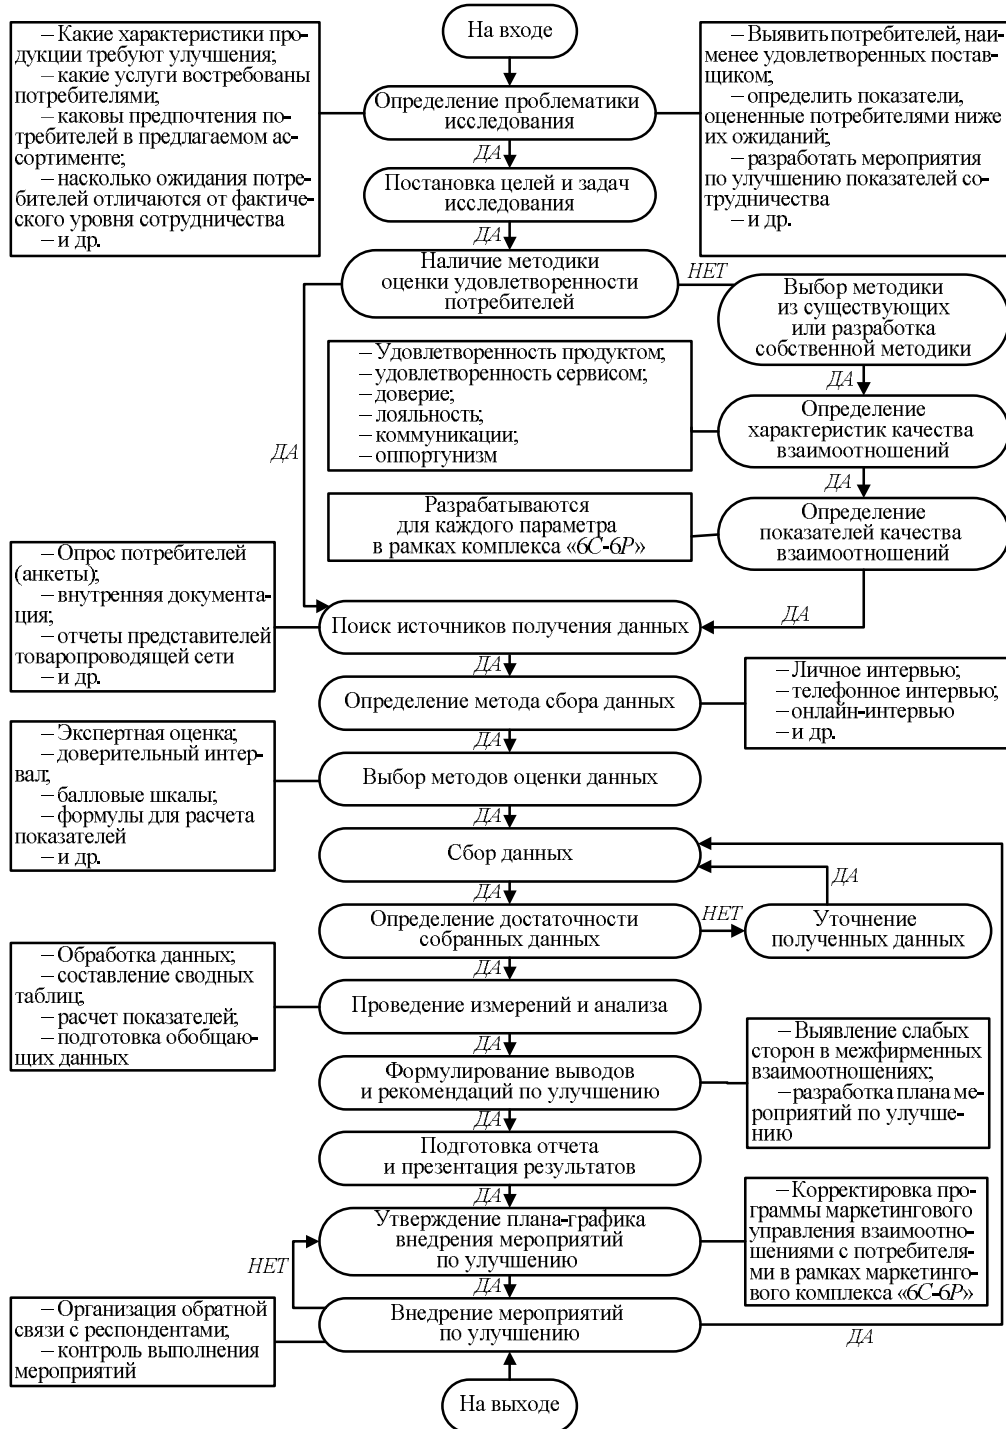 На входе
– Какие характеристики про-
дукции требуют улучшения;
– какие услуги востребованы
потребителями;
– каковы предпочтения по-
требителей в предлагаемом ас-
сортименте;
– насколько ожидания потре-
бителей отличаются от фактиче-
ского уровня сотрудничества
– и др.
Определение проблематики
исследования
– Выявить потребителей, наи-
менее удовлетворенных постав-
щиком;
– определить показатели,
оцененные потребителями ниже
их ожиданий;
– разработать мероприятия
по улучшению показателей со-
трудничества
– и др.
ДА
Постановка целей и задач
исследования
ДА
Наличие методики
оценки удовлетворенности
потребителей
НЕТ
Выбор методики
из существующих
или разработка
собственной методики
ДА
– Удовлетворенность продуктом;
– удовлетворенность сервисом;
– доверие;
– лояльность;
– коммуникации;
– оппортунизм
Определение
характеристик качества
взаимоотношений
ДА
ДА
Разрабатываются
для каждого параметра
в рамках комплекса «6С-6Р»
Определение
показателей качества
взаимоотношений
ДА
– Опрос потребителей
(анкеты);
– внутренняя документа-
ция;
– отчеты представителей
товаропроводящей сети
– и др.
Поиск источников получения данных
ДА
Определение метода сбора данных
– Личное интервью;
– телефонное интервью;
– онлайн-интервью
– и др.
ДА
– Экспертная оценка;
– доверительный интер-
вал;
– балловые шкалы;
– формулы для расчета
показателей
– и др.
Выбор методов оценки данных
ДА
Сбор данных
ДА
ДА
Определение достаточности
собранных данных
НЕТ
Уточнение
полученных данных
ДА
– Обработка данных;
– составление сводных
таблиц;
– расчет показателей;
– подготовка обобщаю-
щих данных
Проведение измерений и анализа
ДА
Формулирование выводов
и рекомендаций по улучшению
– Выявление слабых
сторон в межфирменных
взаимоотношениях;
– разработка плана ме-
роприятий по улучше-
нию
ДА
Подготовка отчета
и презентация результатов
ДА
Утверждение плана-графика
внедрения мероприятий
по улучшению
– Корректировка про-
граммы маркетингового
управления взаимоотно-
шениями с потребителя-
ми в рамках маркетинго-
вого комплекса «6С-6Р»
НЕТ
ДА
– Организация обратной
связи с респондентами;
– контроль выполнения
мероприятий
Внедрение мероприятий
по улучшению
ДА
На выходе